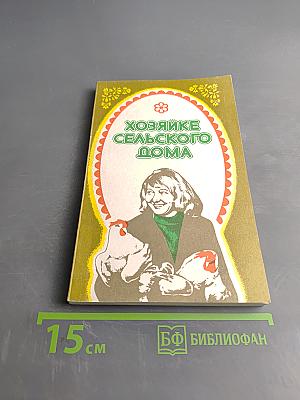 ХОЗЯЙКЕ
СЕЛЬСКОГО
ДОМА
15 см
БФ БИБЛИОФАН